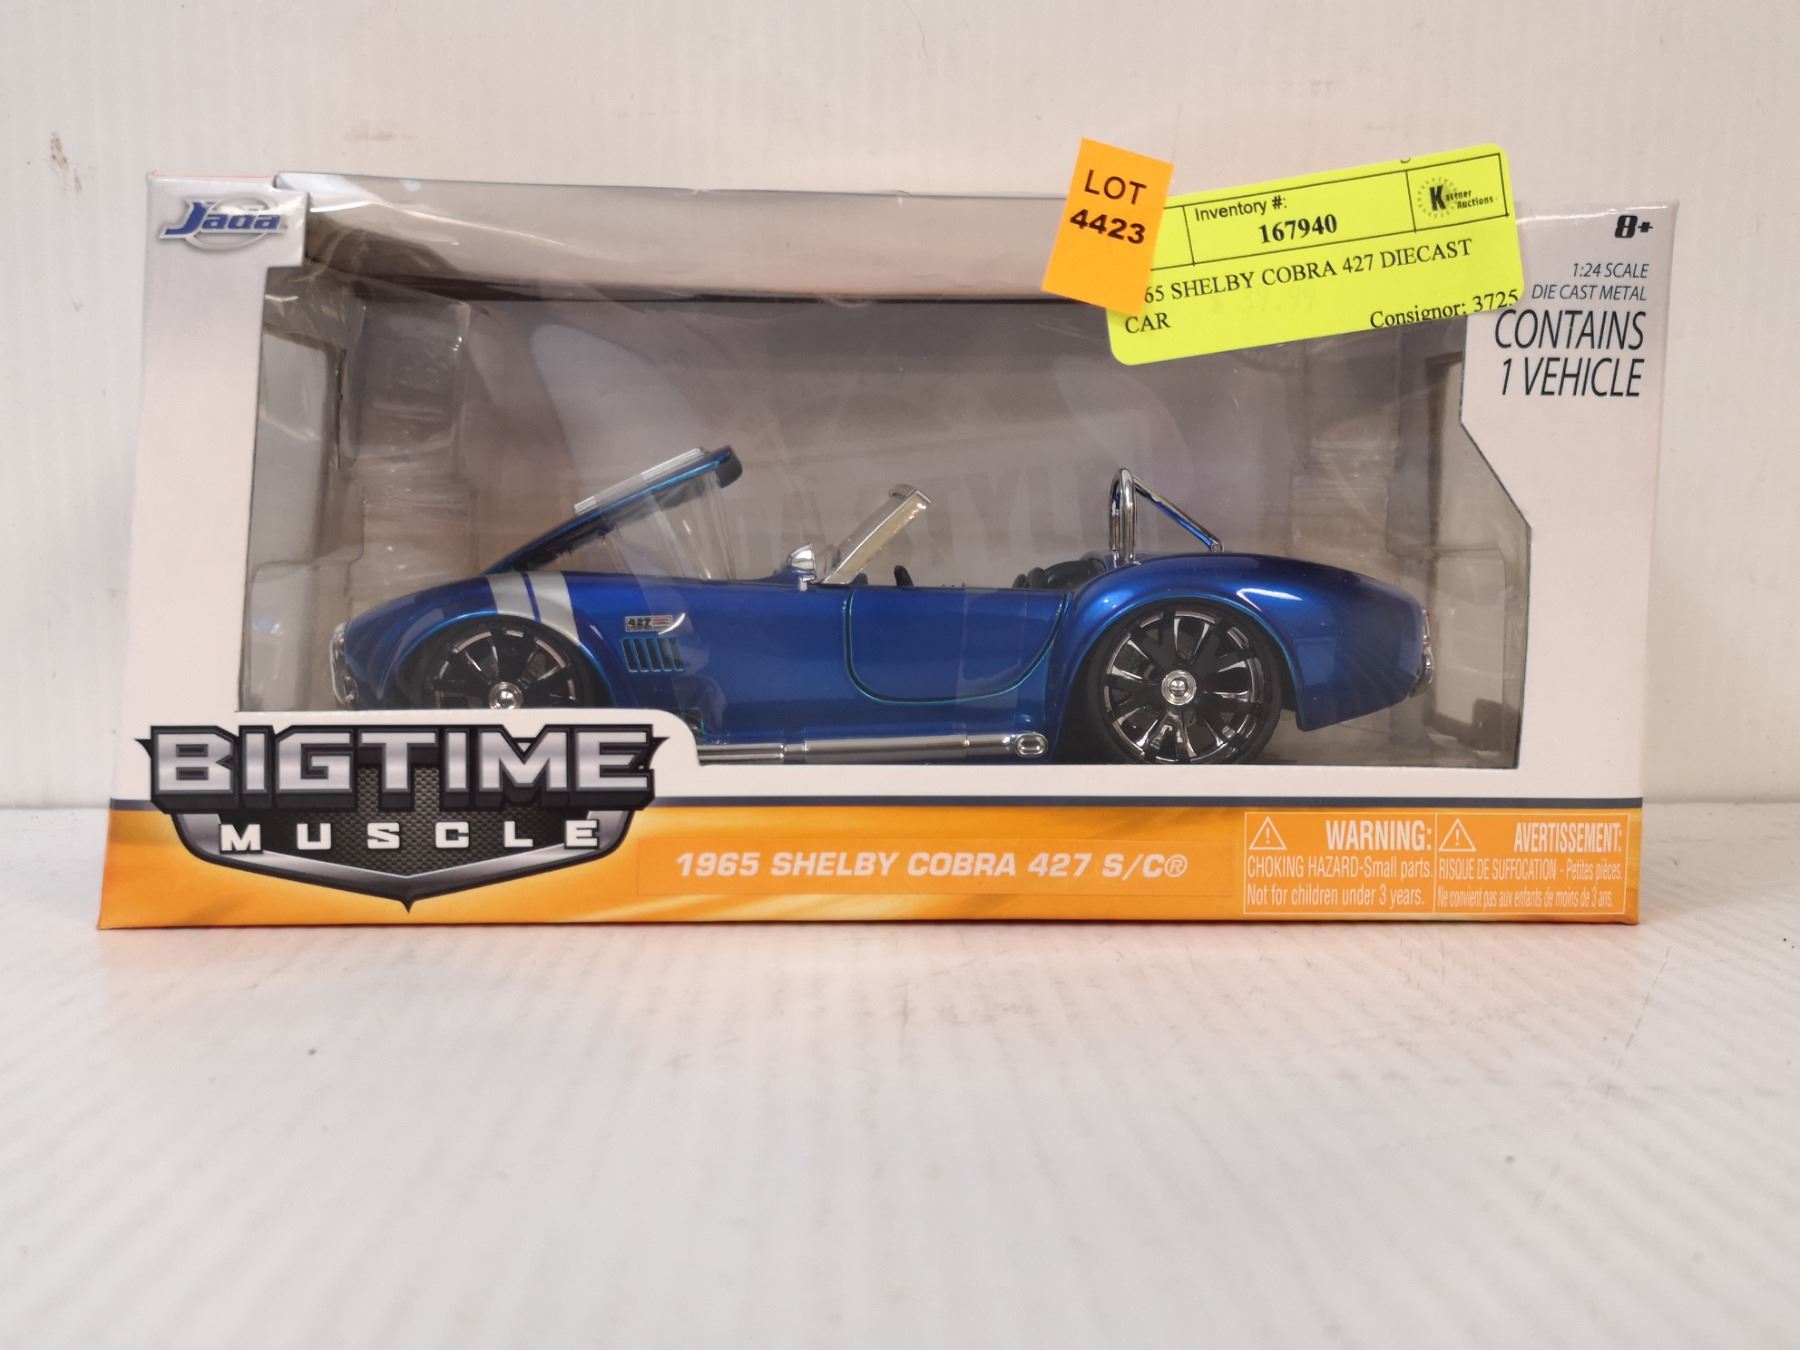 Jada
LOT
4423
Inventory #:
167940
Kastner
Auctions
65 SHELBY COBRA 427 DIECAST
CAR
Consignor: 3725
8+
1:24 SCALE
DIE CAST METAL
CONTAINS
1 VEHICLE
427
BIGTIME
MUSCLE
1965 SHELBY COBRA 427 S/C®
WARNING:
CHOKING HAZARD-Small parts.
Not for children under 3 years.
AVERTISSEMENT:
RISQUE DE SUFFOCATION - Petites pièces.
Ne convient pas aux enfants de moins de 3 ans.